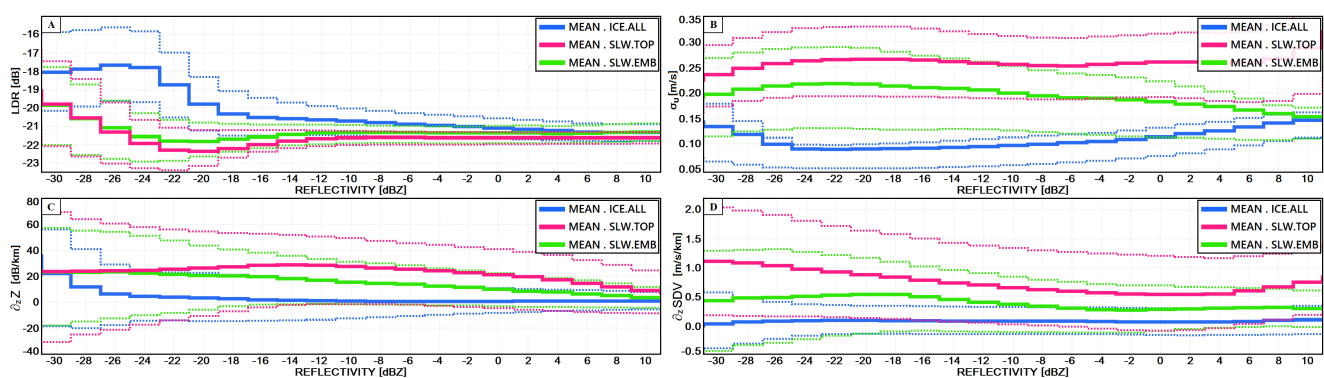 A
MEAN . ICE.ALL
MEAN . SLW.TOP
MEAN . SLW.EMB
LDR [dB]
-16
-17
-18
-19
-20
-21
-22
-23
-30 -28 -26 -24 -22 -20 -18 -16 -14 -12 -10 -8 -6 -4 -2 0 2 4 6 8 10
REFLECTIVITY [dBZ]
B
MEAN . ICE.ALL
MEAN . SLW.TOP
MEAN . SLW.EMB
σᵤ [m/s]
0.35
0.30
0.25
0.20
0.15
0.10
0.05
-30 -28 -26 -24 -22 -20 -18 -16 -14 -12 -10 -8 -6 -4 -2 0 2 4 6 8 10
REFLECTIVITY [dBZ]
C
MEAN . ICE.ALL
MEAN . SLW.TOP
MEAN . SLW.EMB
∂z Z [dB/km]
80
60
40
20
0
-20
-40
-30 -28 -26 -24 -22 -20 -18 -16 -14 -12 -10 -8 -6 -4 -2 0 2 4 6 8 10
REFLECTIVITY [dBZ]
D
MEAN . ICE.ALL
MEAN . SLW.TOP
MEAN . SLW.EMB
∂z SDV [m/s/km]
2.0
1.5
1.0
0.5
0.0
-0.5
-30 -28 -26 -24 -22 -20 -18 -16 -14 -12 -10 -8 -6 -4 -2 0 2 4 6 8 10
REFLECTIVITY [dBZ]